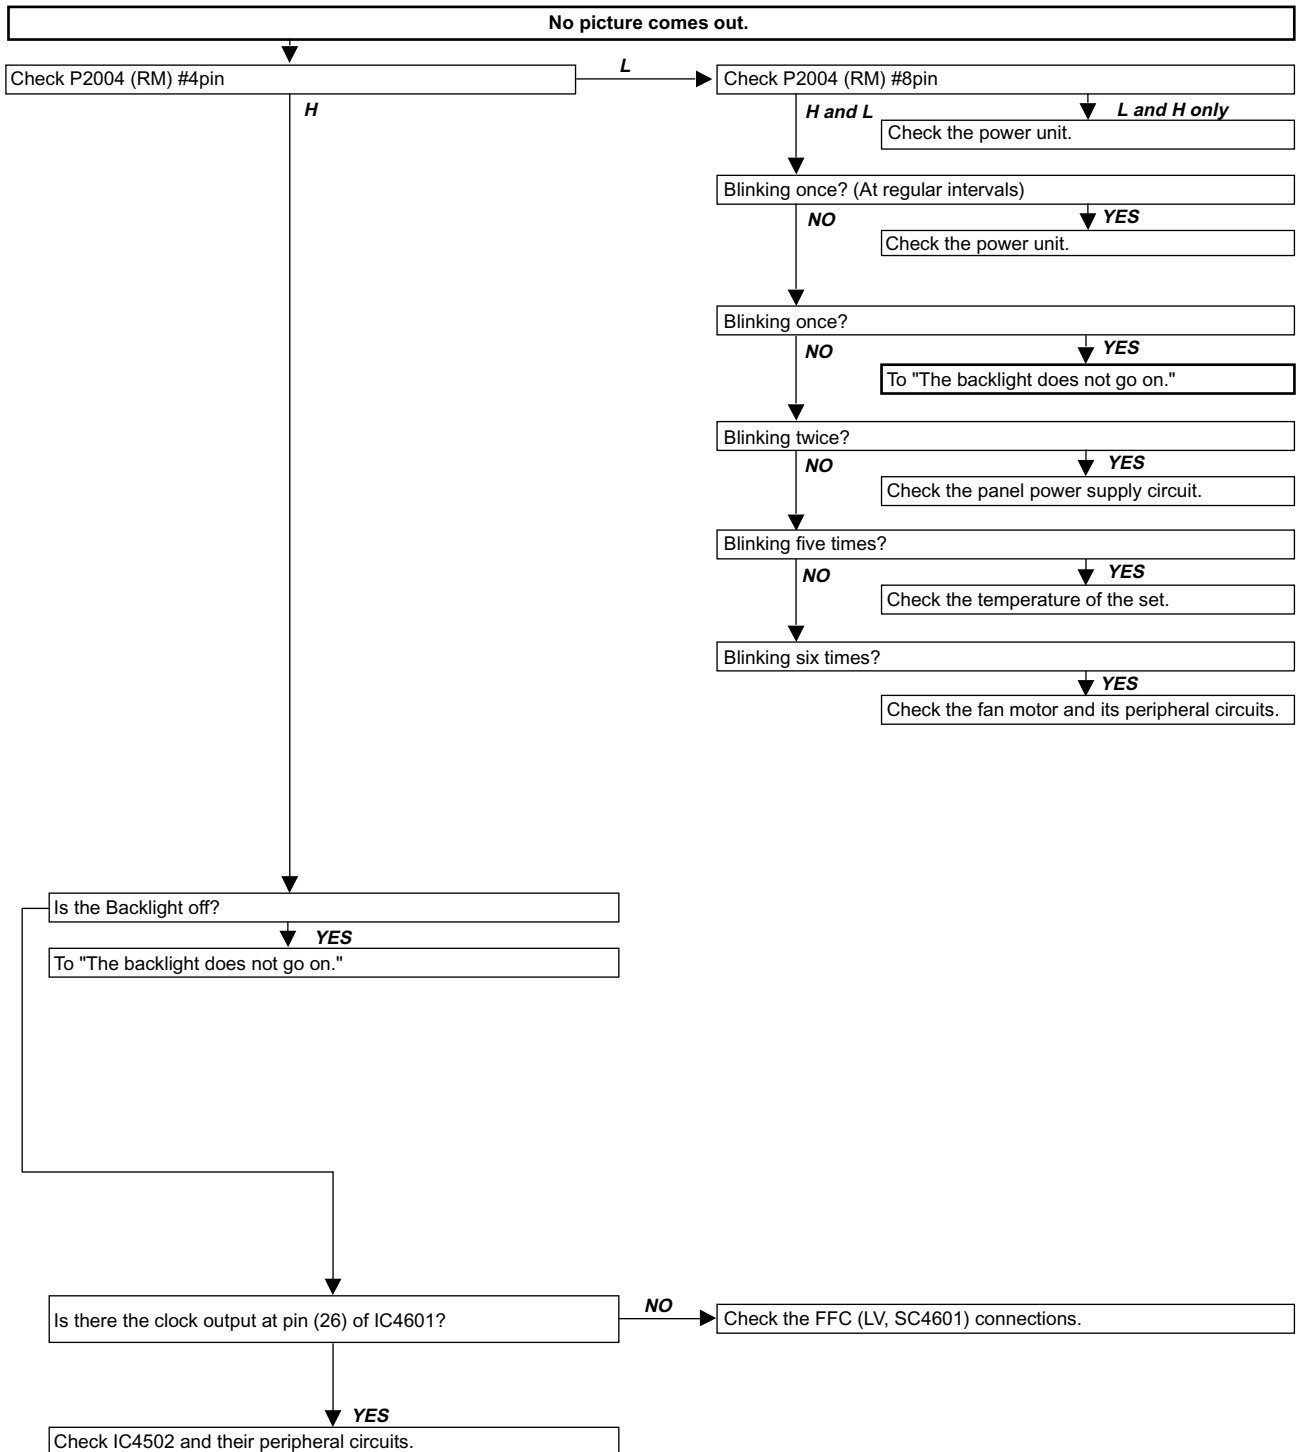 No picture comes out.
Check P2004 (RM) #4pin
L
Check P2004 (RM) #8pin
H
H and L
L and H only
Check the power unit.
Blinking once? (At regular intervals)
NO
YES
Check the power unit.
Blinking once?
NO
YES
To "The backlight does not go on."
Blinking twice?
NO
YES
Check the panel power supply circuit.
Blinking five times?
NO
YES
Check the temperature of the set.
Blinking six times?
YES
Check the fan motor and its peripheral circuits.
Is the Backlight off?
YES
To "The backlight does not go on."
Is there the clock output at pin (26) of IC4601?
NO
Check the FFC (LV, SC4601) connections.
YES
Check IC4502 and their peripheral circuits.